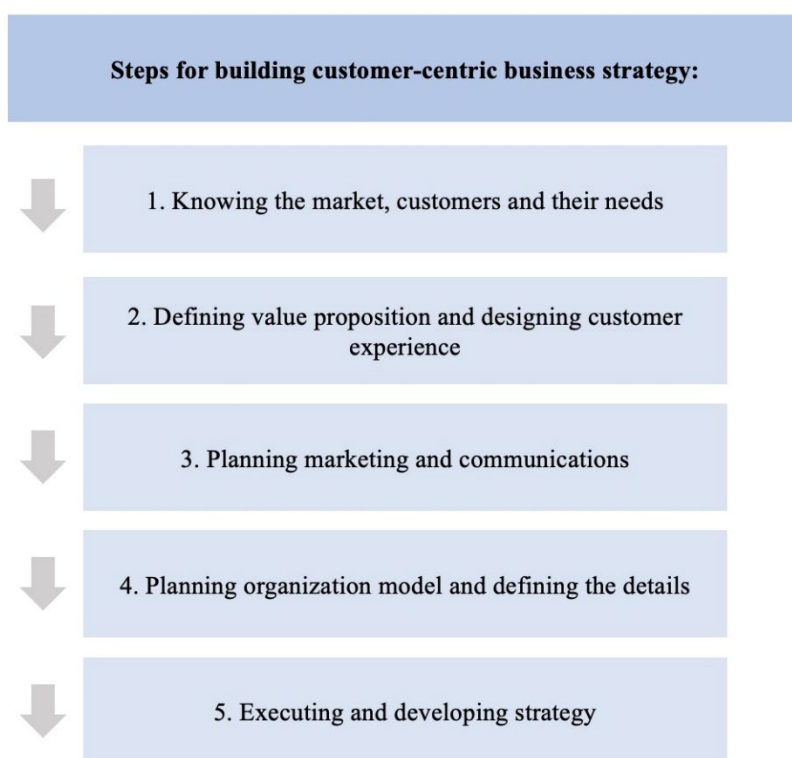 Steps for building customer-centric business strategy:
1. Knowing the market, customers and their needs
2. Defining value proposition and designing customer
experience
3. Planning marketing and communications
4. Planning organization model and defining the details
5. Executing and developing strategy